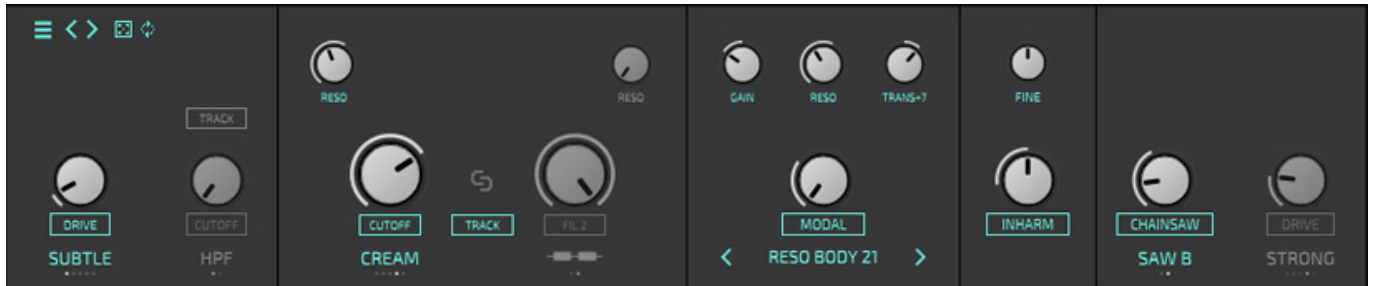 RESO
RESO
GAIN
RESO
TRANS+7
FINE
TRACK
DRIVE
CUTOFF
CUTOFF
TRACK
FIL 2
MODAL
INHARM
CHAINSAW
DRIVE
SUBTLE
HPF
CREAM
RESO BODY 21
SAW B
STRONG